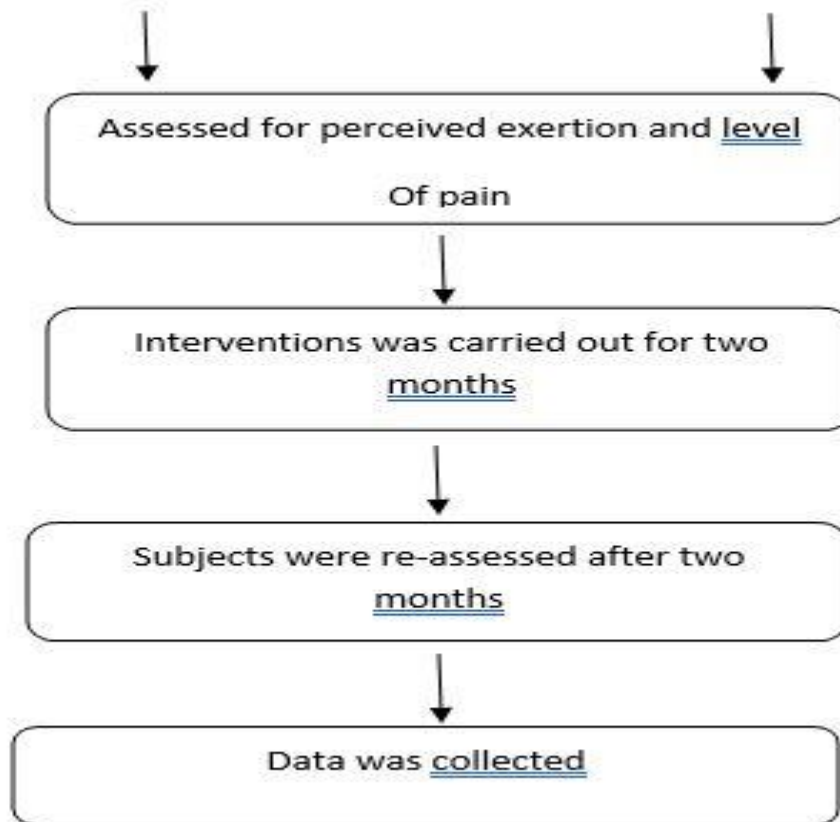 Assessed for perceived exertion and level
Of pain
Interventions was carried out for two
months
Subjects were re-assessed after two
months
Data was collected